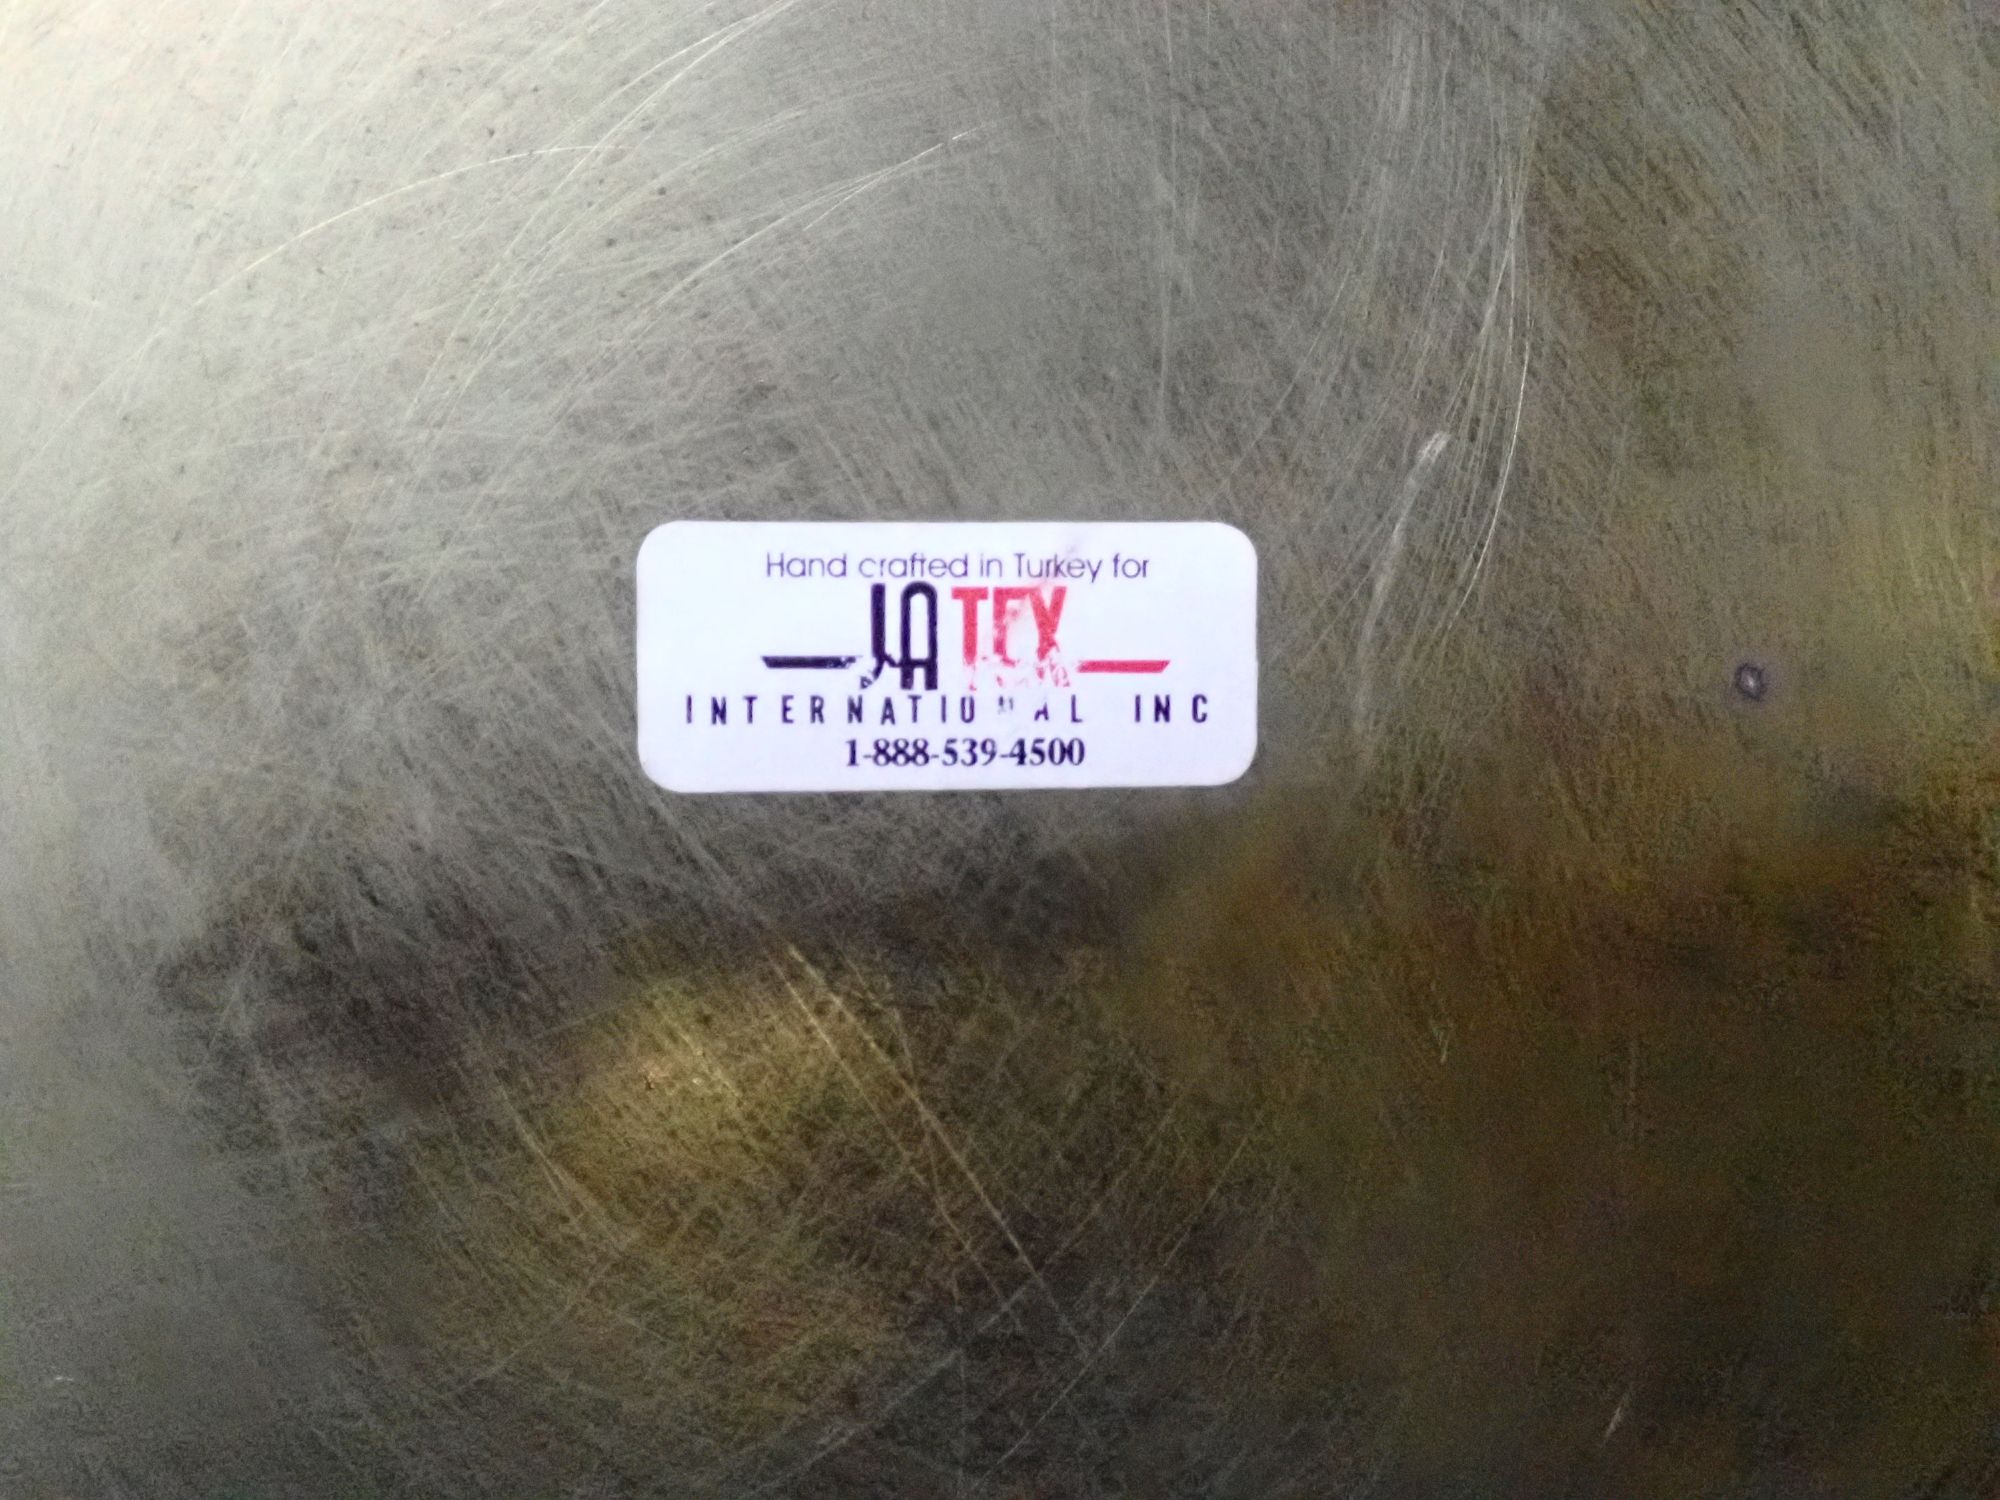 Hand crafted in Turkey for
JATEX
INTERNATIONAL INC
1-888-539-4500